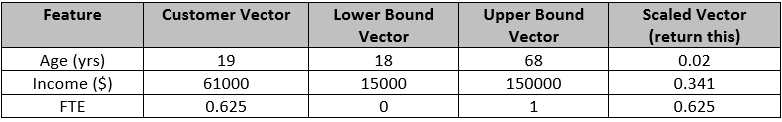 Feature Customer Vector Lower Bound Vector Upper Bound Vector Scaled Vector (return this)
Age (yrs) 19 18 68 0.02
Income ($) 61000 15000 150000 0.341
FTE 0.625 0 1 0.625